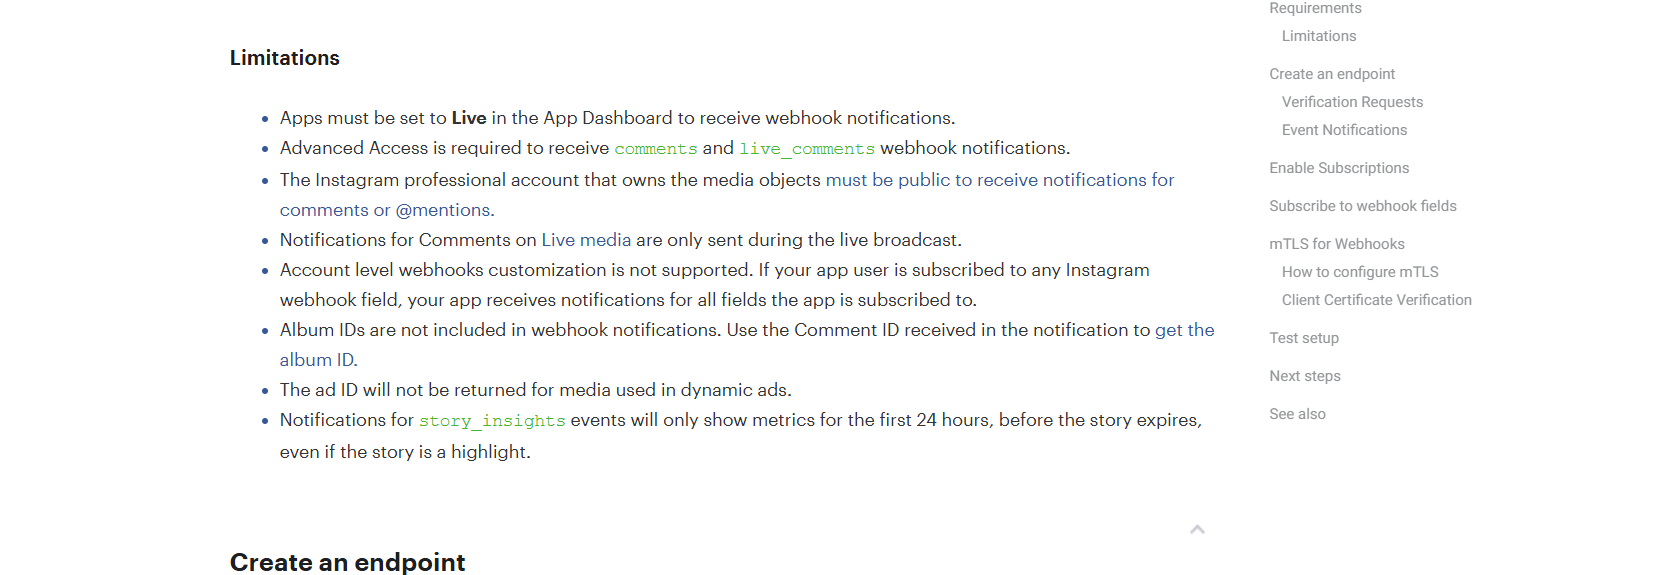 Limitations
Apps must be set to Live in the App Dashboard to receive webhook notifications.
Advanced Access is required to receive comments and live_comments webhook notifications.
The Instagram professional account that owns the media objects must be public to receive notifications for
comments or @mentions.
Notifications for Comments on Live media are only sent during the live broadcast.
Account level webhooks customization is not supported. If your app user is subscribed to any Instagram
webhook field, your app receives notifications for all fields the app is subscribed to.
Album IDs are not included in webhook notifications. Use the Comment ID received in the notification to get the
album ID.
The ad ID will not be returned for media used in dynamic ads.
Notifications for story_insights events will only show metrics for the first 24 hours, before the story expires,
even if the story is a highlight.
Create an endpoint
Requirements
Limitations
Create an endpoint
Verification Requests
Event Notifications
Enable Subscriptions
Subscribe to webhook fields
mTLS for Webhooks
How to configure mTLS
Client Certificate Verification
Test setup
Next steps
See also